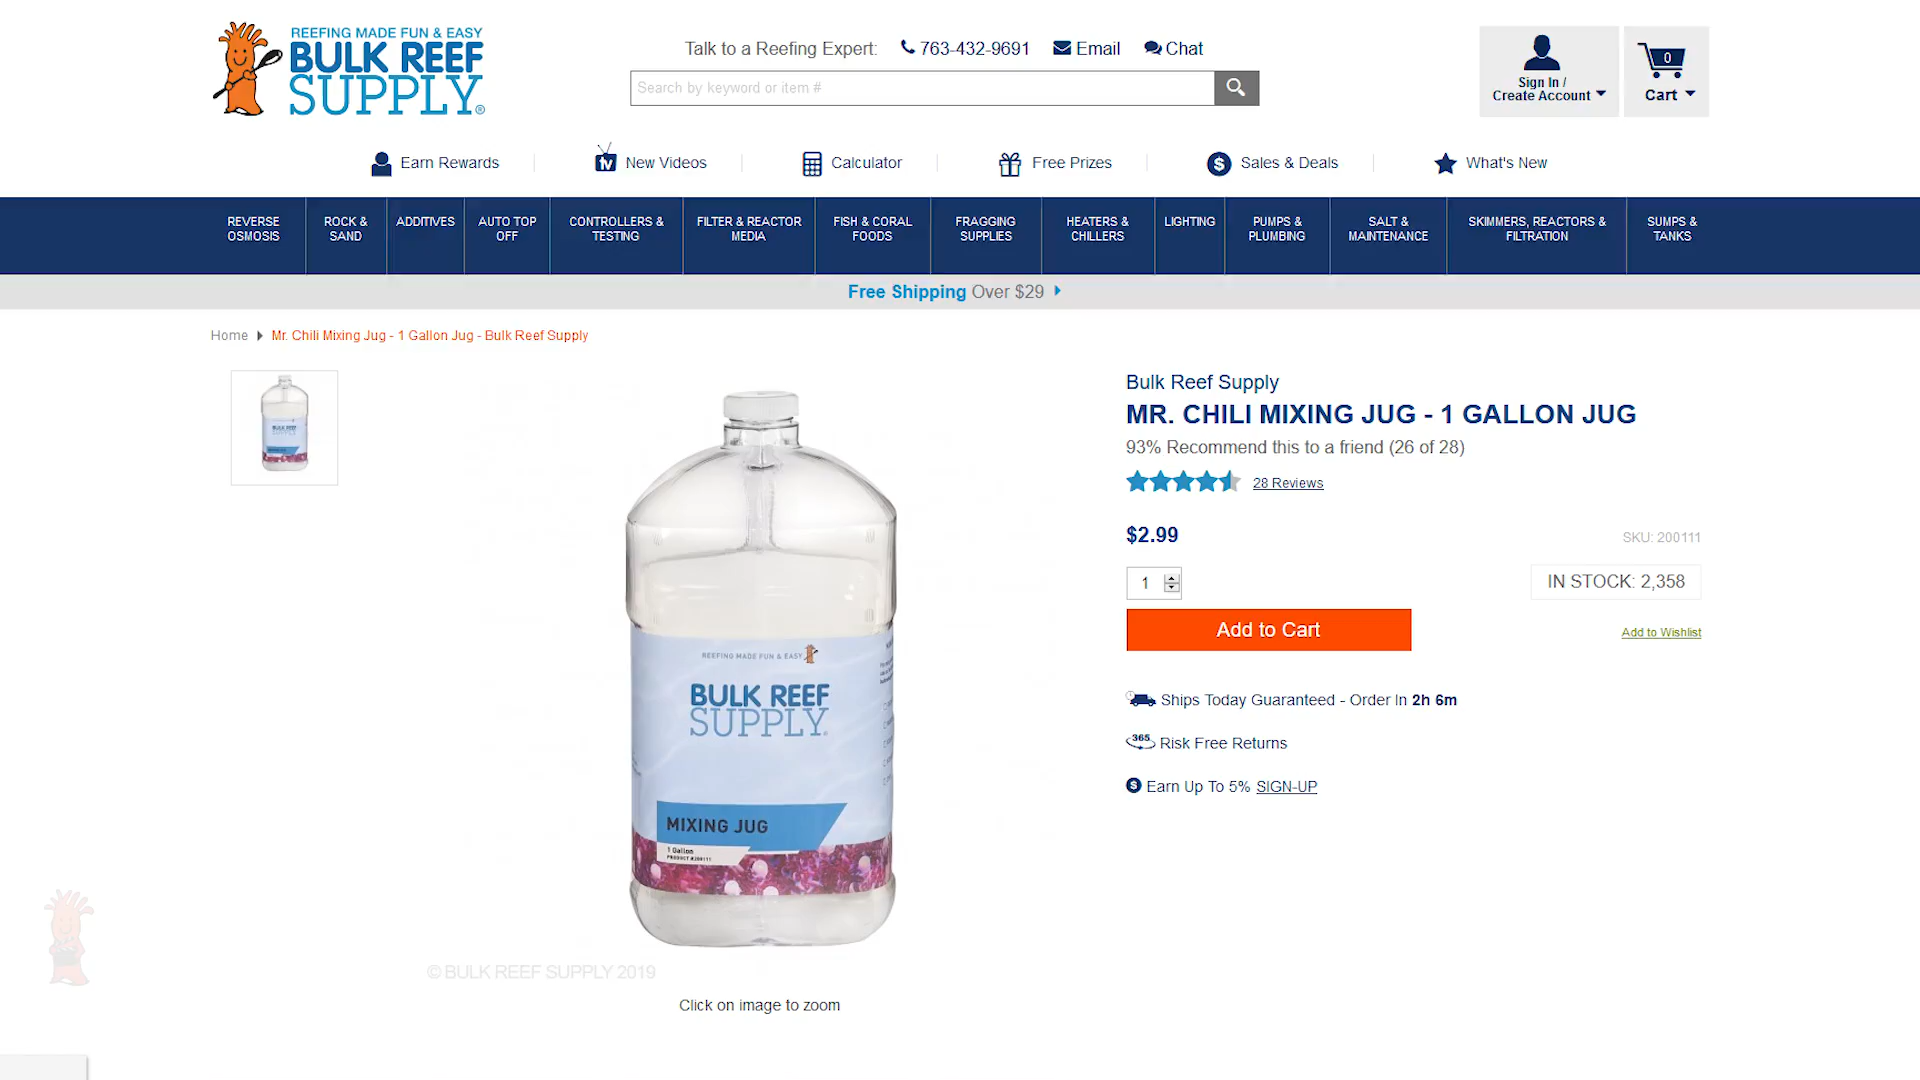 REEFING MADE FUN & EASY
BULK REEF
SUPPLY®
Talk to a Reefing Expert: 763-432-9691 Email Chat
Search by keyword or item #
Sign In /
Create Account
0
Cart
Earn Rewards
tv New Videos
Calculator
Free Prizes
$ Sales & Deals
What's New
REVERSE
OSMOSIS
ROCK &
SAND
ADDITIVES
AUTO TOP
OFF
CONTROLLERS &
TESTING
FILTER & REACTOR
MEDIA
FISH & CORAL
FOODS
FRAGGING
SUPPLIES
HEATERS &
CHILLERS
LIGHTING
PUMPS &
PLUMBING
SALT &
MAINTENANCE
SKIMMERS, REACTORS &
FILTRATION
SUMPS &
TANKS
Free Shipping Over $29
Home Mr. Chili Mixing Jug - 1 Gallon Jug - Bulk Reef Supply
BULK REEF
SUPPLY
REEFING MADE FUN & EASY
BULK REEF
SUPPLY®
MIXING JUG
1 Gallon
PRODUCT #200111
© BULK REEF SUPPLY 2019
Click on image to zoom
Bulk Reef Supply
MR. CHILI MIXING JUG - 1 GALLON JUG
93% Recommend this to a friend (26 of 28)
28 Reviews
$2.99
SKU: 200111
1
IN STOCK: 2,358
Add to Cart
Add to Wishlist
Ships Today Guaranteed - Order In 2h 6m
365 Risk Free Returns
$ Earn Up To 5% SIGN-UP